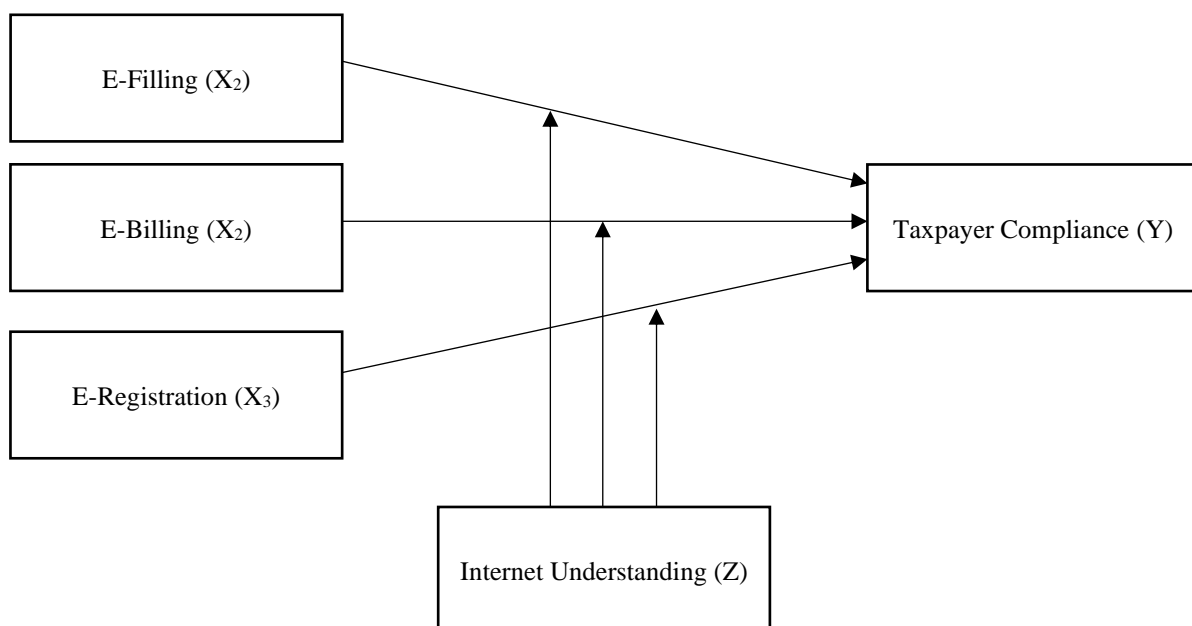 E-Filling (X₂)
E-Billing (X₂)
Taxpayer Compliance (Y)
E-Registration (X₃)
Internet Understanding (Z)